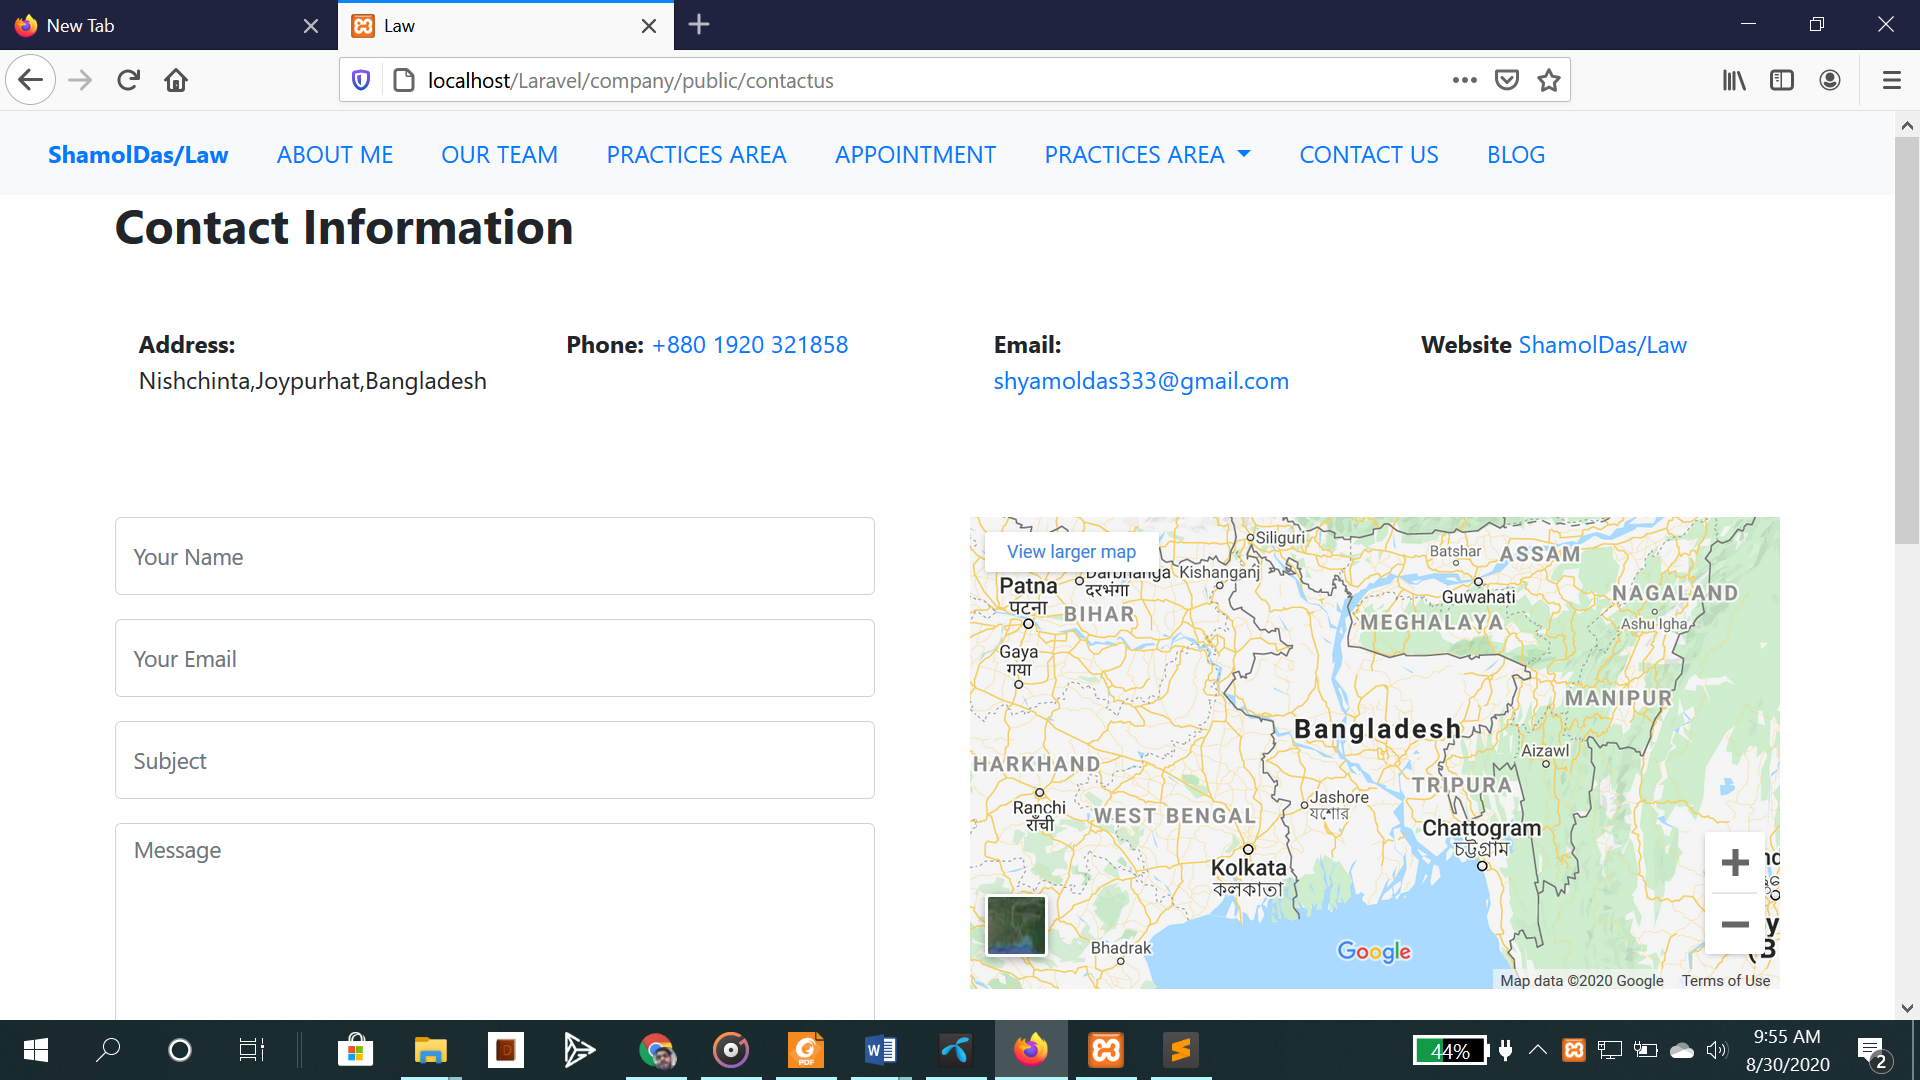 New Tab
Law
localhost/Laravel/company/public/contactus
ShamolDas/Law ABOUT ME OUR TEAM PRACTICES AREA APPOINTMENT PRACTICES AREA CONTACT US BLOG
Contact Information
Address:
Nishchinta,Joypurhat,Bangladesh
Phone: +880 1920 321858
Email:
shyamoldas333@gmail.com
Website ShamolDas/Law
Your Name
Your Email
Subject
Message
View larger map
Siliguri
Batshar
ASSAM
Darbhanga
दरभंगा
Kishanganj
Patna
पटना
BIHAR
Guwahati
NAGALAND
MEGHALAYA
Ashu Igha
Gaya
गया
MANIPUR
Bangladesh
Aizawl
HARKHAND
TRIPURA
Ranchi
राँची
Jashore
যশোর
WEST BENGAL
Chattogram
চট্টগ্রাম
Kolkata
কলকাতা
Bhadrak
Google
Map data ©2020 Google Terms of Use
44%
9:55 AM
8/30/2020
2